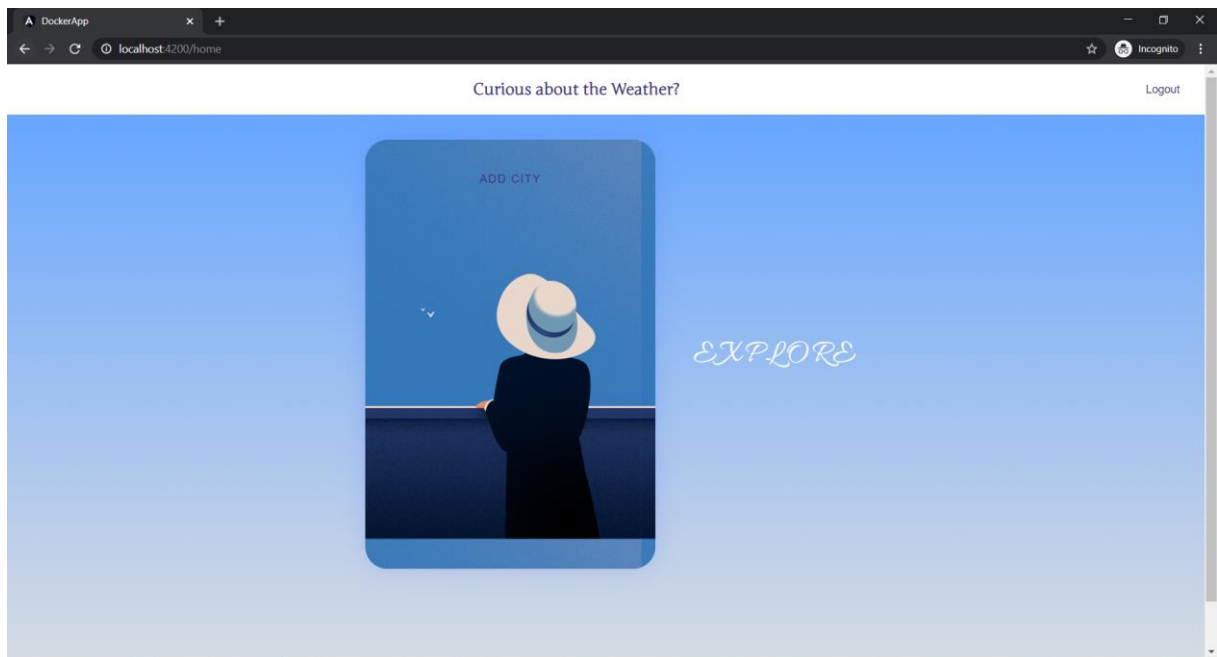 DockerApp
localhost:4200/home
Incognito
Curious about the Weather?
Logout
ADD CITY
EXPLORE